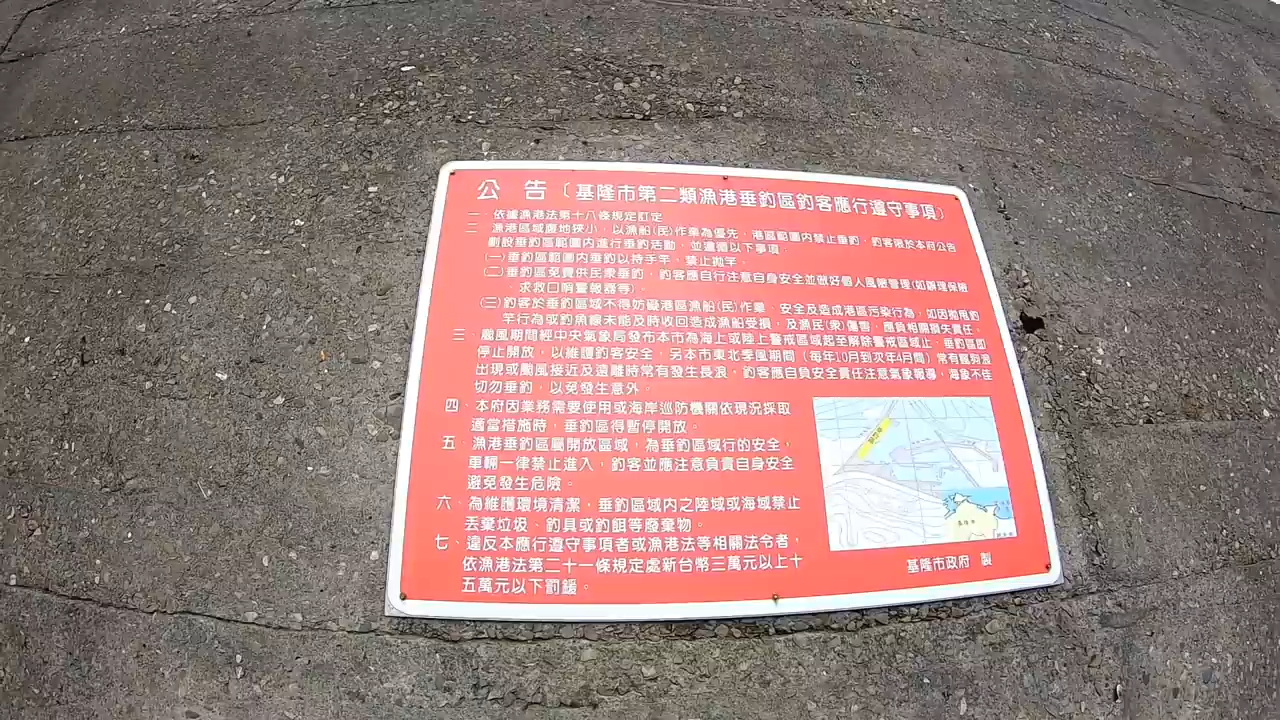 公 告（基隆市第二類漁港垂釣區釣客應行遵守事項）
一、依據漁港法第十八條規定訂定
二、漁港區域腹地狹小，以漁船(民)作業為優先，港區範圍內禁止垂釣，釣客限於本府公告
劃設垂釣區範圍內進行垂釣活動，並遵循以下事項。
(一)垂釣區範圍內垂釣以持手竿，禁止拋竿。
(二)垂釣區免費供民眾垂釣，釣客應自行注意自身安全並做好個人風險管理(如辦理保險
、求救口哨警報器等)。
(三)釣客於垂釣區域不得妨礙港區漁船(民)作業、安全及造成港區污染行為，如因拋甩釣
竿行為或釣魚線未能及時收回造成漁船受損，及漁民(眾)傷害，應負相關損失責任。
三、颱風期間經中央氣象局發布本市為海上或陸上警戒區域起至解除警戒區域止，垂釣區即
停止開放，以維護釣客安全，另本市東北季風期間（每年10月到次年4月間）常有瘋狗浪
出現或颱風接近及遠離時常有發生長浪，釣客應自負安全責任注意氣象報導，海象不佳
切勿垂釣，以免發生意外。
四、本府因業務需要使用或海岸巡防機關依現況採取
適當措施時，垂釣區得暫停開放。
五、漁港垂釣區屬開放區域，為垂釣區域行的安全，
車輛一律禁止進入，釣客並應注意負責自身安全
避免發生危險。
六、為維護環境清潔，垂釣區域內之陸域或海域禁止
丟棄垃圾、釣具或釣餌等廢棄物。
七、違反本應行遵守事項者或漁港法等相關法令者，
依漁港法第二十一條規定處新台幣三萬元以上十
五萬元以下罰鍰。
基隆市
基隆市政府 製